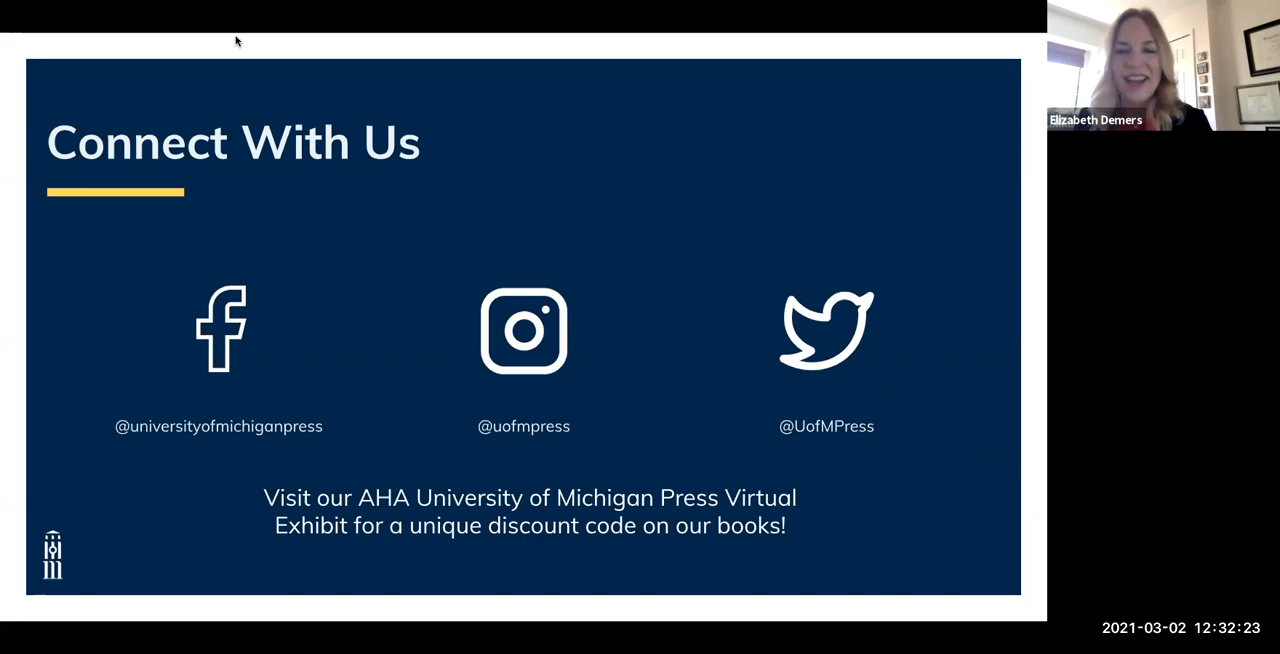 Connect With Us
@universityofmichiganpress
@uofmpress
@UofMPress
Visit our AHA University of Michigan Press Virtual
Exhibit for a unique discount code on our books!
Elizabeth Demers
2021-03-02 12:32:23